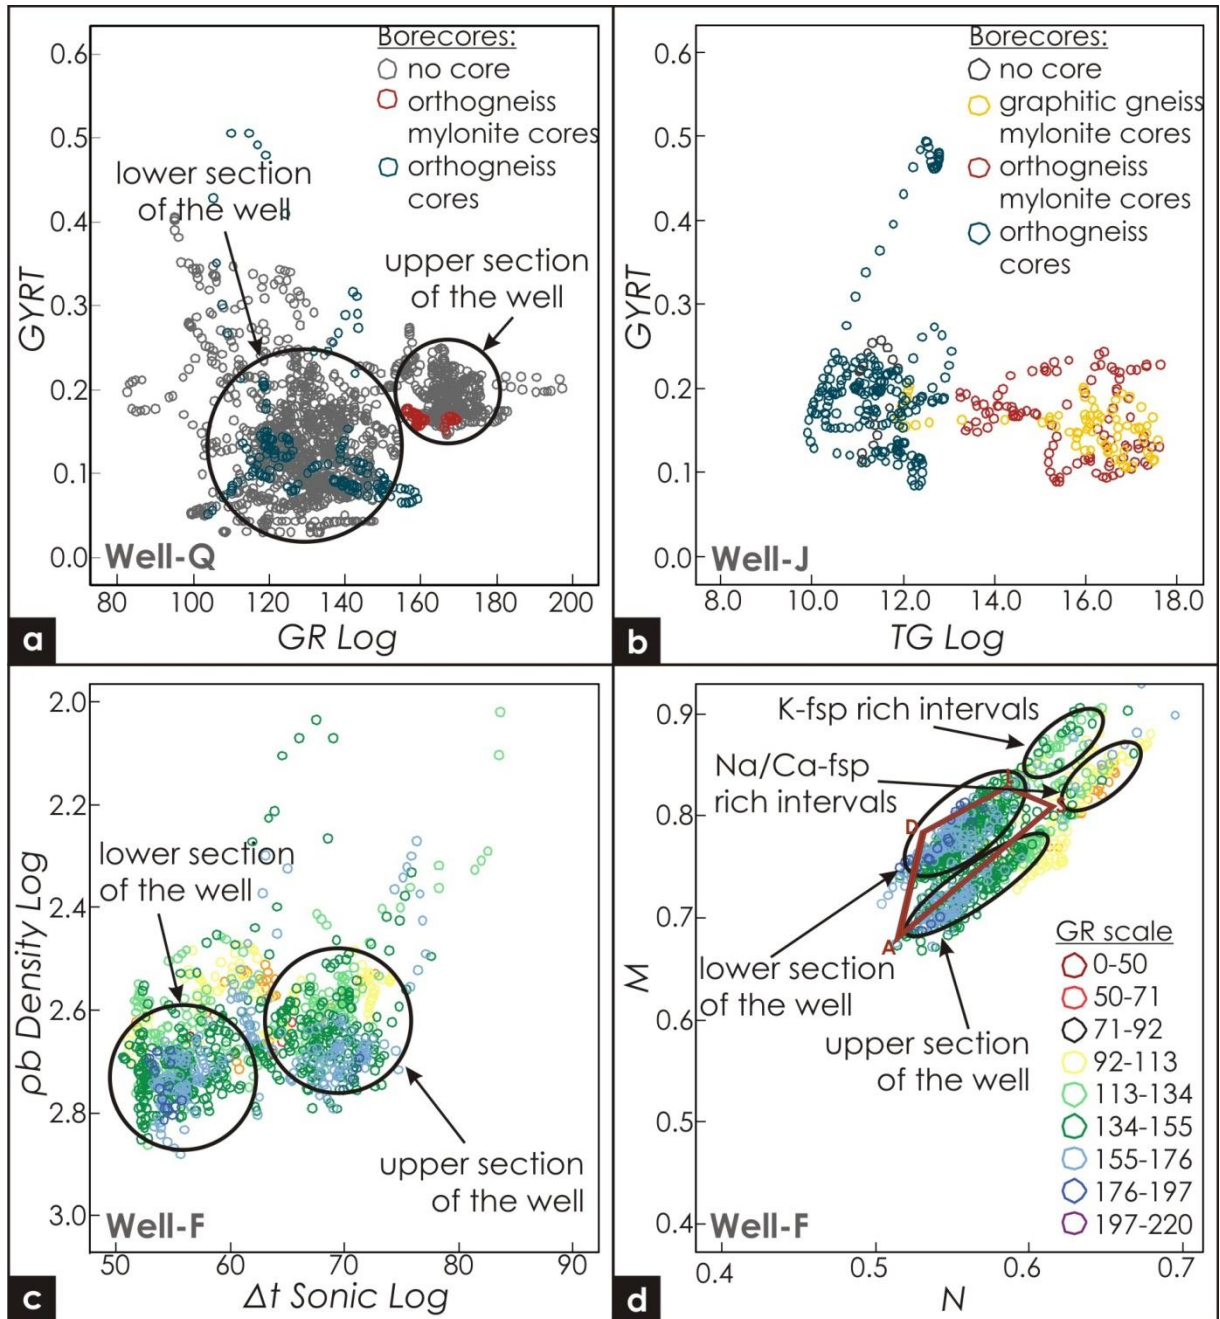 0.6
0.5
0.4
0.3
0.2
0.1
0.0
GYRT
Borecores:
no core
orthogneiss
mylonite cores
orthogneiss
cores
lower section
of the well
upper section
of the well
Well-Q
80
100
120
140
160
180
200
GR Log
a
0.6
0.5
0.4
0.3
0.2
0.1
0.0
GYRT
Borecores:
no core
graphitic gneiss
mylonite cores
orthogneiss
mylonite cores
orthogneiss
cores
Well-J
8.0
10.0
12.0
14.0
16.0
18.0
TG Log
b
2.0
2.2
2.4
2.6
2.8
3.0
ρb Density Log
lower section
of the well
upper section
of the well
Well-F
50
60
70
80
90
Δt Sonic Log
c
0.9
0.8
0.7
0.6
0.5
0.4
M
K-fsp rich intervals
Na/Ca-fsp
rich intervals
D
L
S
A
lower section
of the well
upper section
of the well
GR scale
0-50
50-71
71-92
92-113
113-134
134-155
155-176
176-197
197-220
Well-F
0.4
0.5
0.6
0.7
N
d